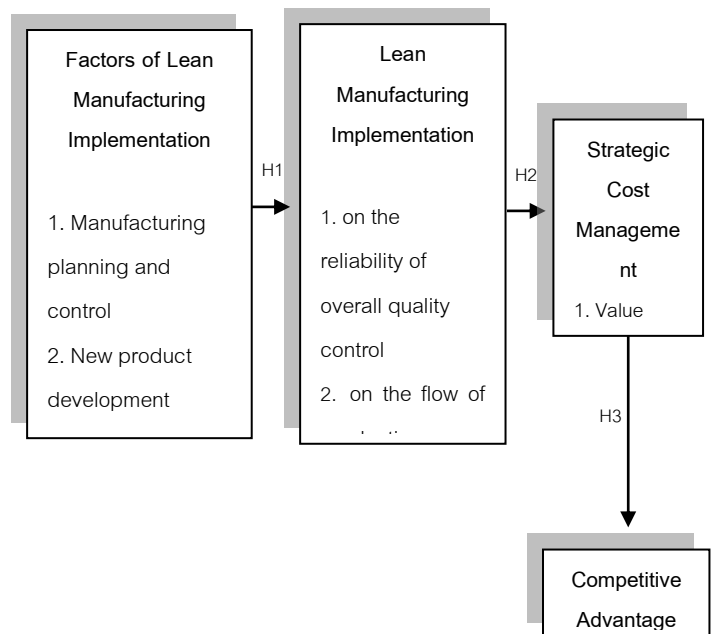 Factors of Lean
Manufacturing
Implementation
1. Manufacturing
planning and
control
2. New product
development
H1
Lean
Manufacturing
Implementation
1. on the
reliability of
overall quality
control
2. on the flow of
H2
Strategic
Cost
Manageme
nt
1. Value
H3
Competitive
Advantage